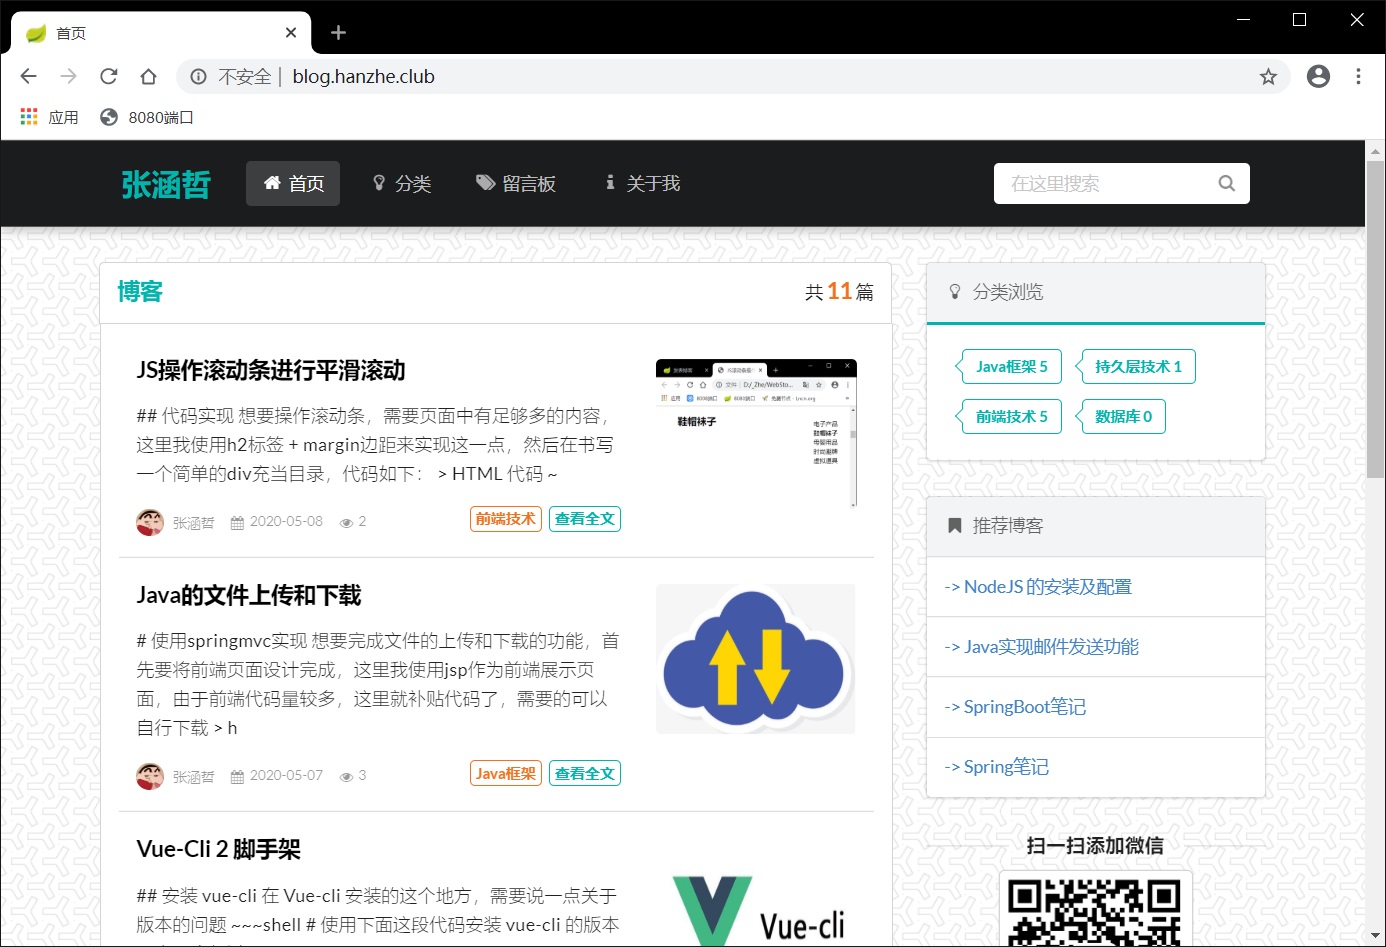 首页
不安全 | blog.hanzhe.club
应用 8080端口
张涵哲 首页 分类 留言板 关于我 在这里搜索
博客 共 11 篇
JS操作滚动条进行平滑滚动
## 代码实现 想要操作滚动条，需要页面中有足够多的内容，
这里我使用h2标签 + margin边距来实现这一点，然后在书写
一个简单的div充当目录，代码如下： > HTML 代码 ~
张涵哲 2020-05-08 2 前端技术 查看全文
鞋帽袜子
电子产品
鞋帽袜子
Java的文件上传和下载
# 使用springmvc实现 想要完成文件的上传和下载的功能，首
先要将前端页面设计完成，这里我使用jsp作为前端展示页
面，由于前端代码量较多，这里就补贴代码了，需要的可以
自行下载 > h
张涵哲 2020-05-07 3 Java框架 查看全文
Vue-Cli 2 脚手架
## 安装 vue-cli 在 Vue-cli 安装的这个地方，需要说一点关于
版本的问题 ~~~shell # 使用下面这段代码安装 vue-cli 的版本
Vue-cli
分类浏览
Java框架 5 持久层技术 1
前端技术 5 数据库 0
推荐博客
-> NodeJS 的安装及配置
-> Java实现邮件发送功能
-> SpringBoot笔记
-> Spring笔记
扫一扫添加微信